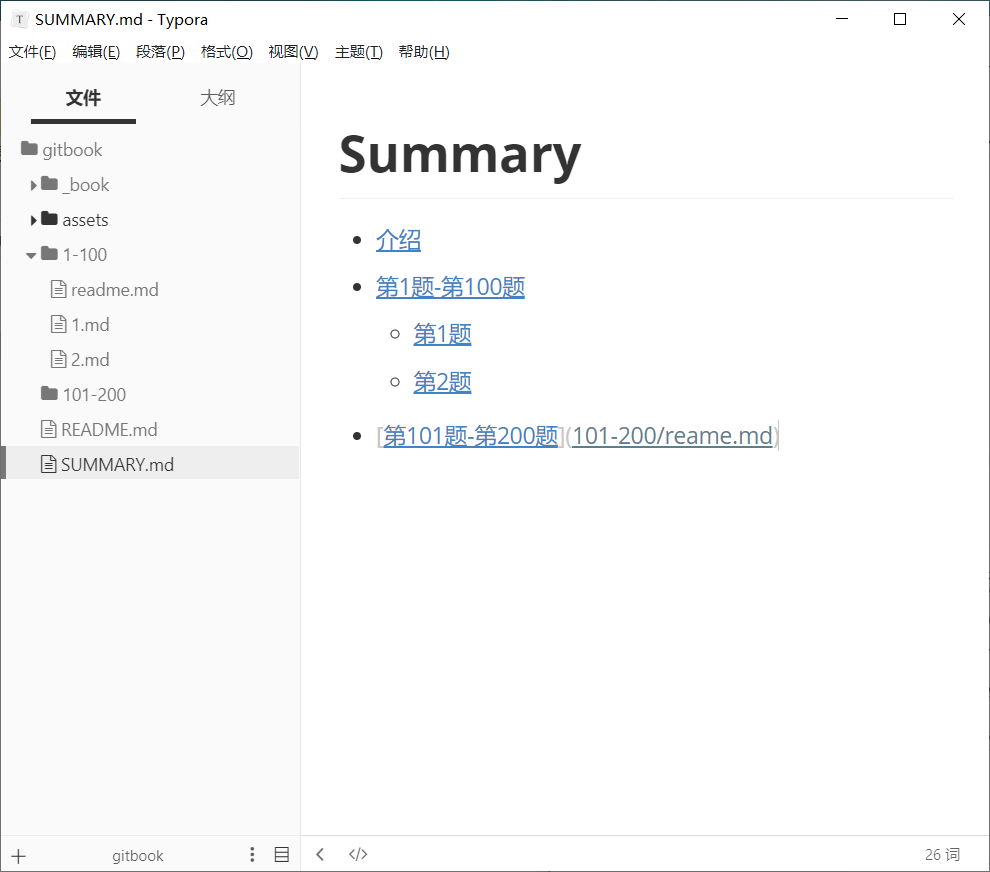 SUMMARY.md - Typora
文件(F) 编辑(E) 段落(P) 格式(O) 视图(V) 主题(T) 帮助(H)
文件 大纲
gitbook
_book
assets
1-100
readme.md
1.md
2.md
101-200
README.md
SUMMARY.md
Summary
介绍
第1题-第100题
第1题
第2题
[第101题-第200题](101-200/reame.md)
gitbook
26 词